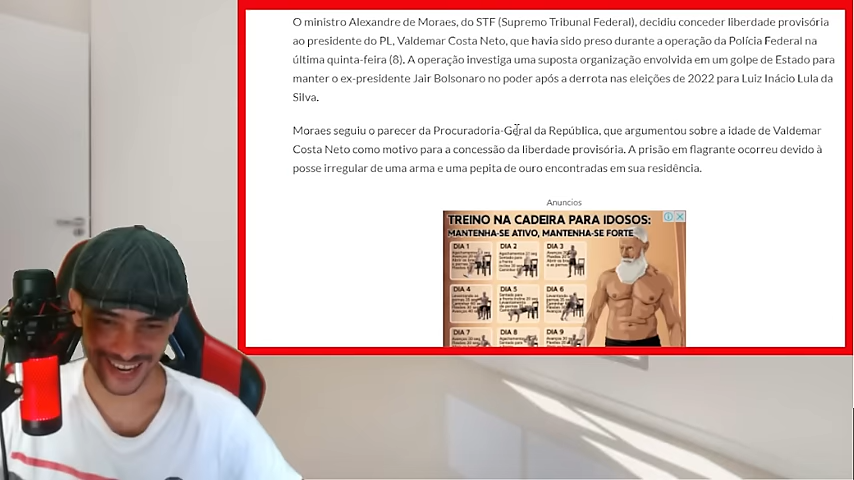 O ministro Alexandre de Moraes, do STF (Supremo Tribunal Federal), decidiu conceder liberdade provisória
ao presidente do PL, Valdemar Costa Neto, que havia sido preso durante a operação da Polícia Federal na
última quinta-feira (8). A operação investiga uma suposta organização envolvida em um golpe de Estado para
manter o ex-presidente Jair Bolsonaro no poder após a derrota nas eleições de 2022 para Luiz Inácio Lula da
Silva.
Moraes seguiu o parecer da Procuradoria-Geral da República, que argumentou sobre a idade de Valdemar
Costa Neto como motivo para a concessão da liberdade provisória. A prisão em flagrante ocorreu devido à
posse irregular de uma arma e uma pepita de ouro encontradas em sua residência.
Anuncios
TREINO NA CADEIRA PARA IDOSOS:
MANTENHA-SE ATIVO, MANTENHA-SE FORTE
DIA 1 DIA 2 DIA 3
DIA 4 DIA 5 DIA 6
DIA 7 DIA 8 DIA 9